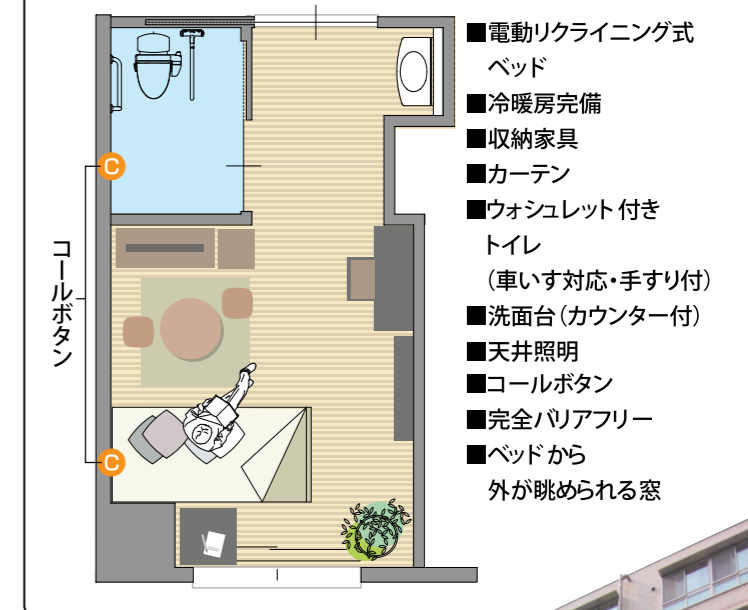 ■電動リクライニング式
ベッド
■冷暖房完備
■収納家具
■カーテン
■ウォシュレット 付き
トイレ
(車いす対応・手すり付)
■洗面台(カウンター付)
■天井照明
■コールボタン
■完全バリアフリー
■ベッド から
外が眺められる窓
C
コールボタン
C